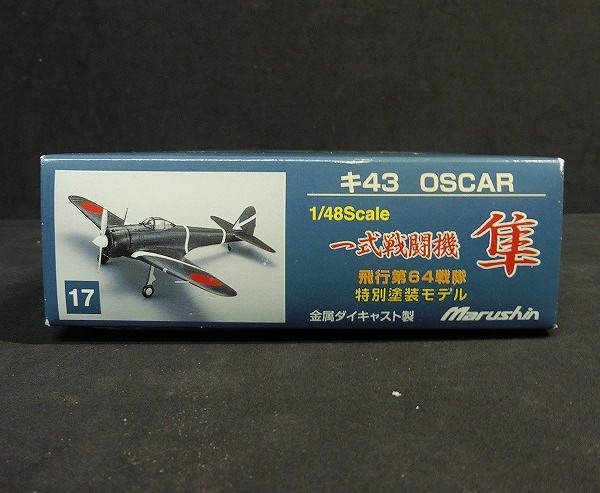 キ43 OSCAR
1/48Scale
一式戦闘機 隼
飛行第64戦隊
特別塗装モデル
金属ダイキャスト製 Marushin
17